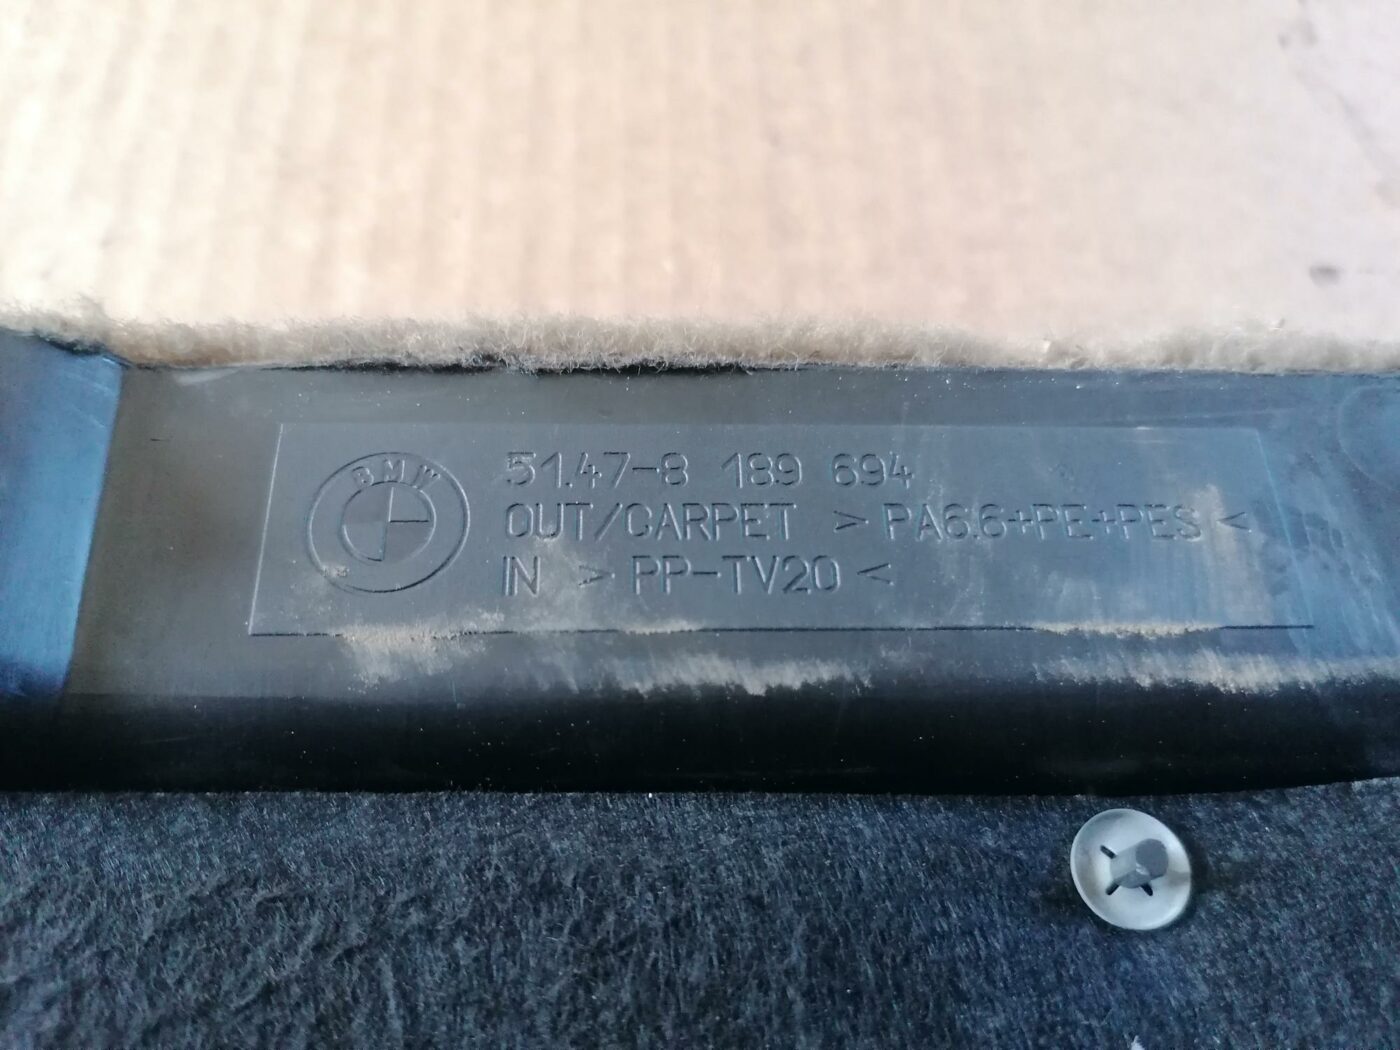 BMW
51.47-8 189 694
OUT/CARPET >PA6.6+PE+PES<
IN >PP-TV20<